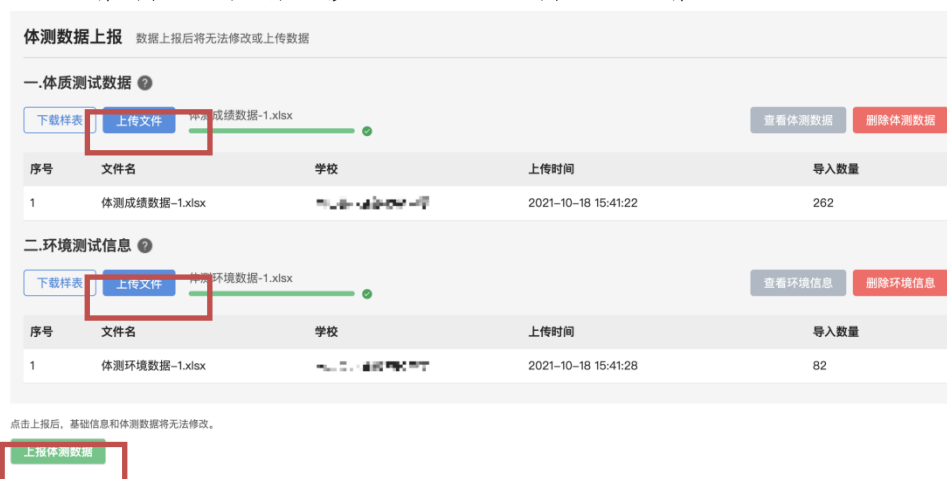 体测数据上报 数据上报后将无法修改或上传数据
一.体质测试数据
下载样表 上传文件 体测成绩数据-1.xlsx 查看体测数据 删除体测数据
序号 文件名 学校 上传时间 导入数量
1 体测成绩数据-1.xlsx 2021-10-18 15:41:22 262
二.环境测试信息
下载样表 上传文件 体测环境数据-1.xlsx 查看环境信息 删除环境信息
序号 文件名 学校 上传时间 导入数量
1 体测环境数据-1.xlsx 2021-10-18 15:41:28 82
点击上报后，基础信息和体测数据将无法修改。
上报体测数据